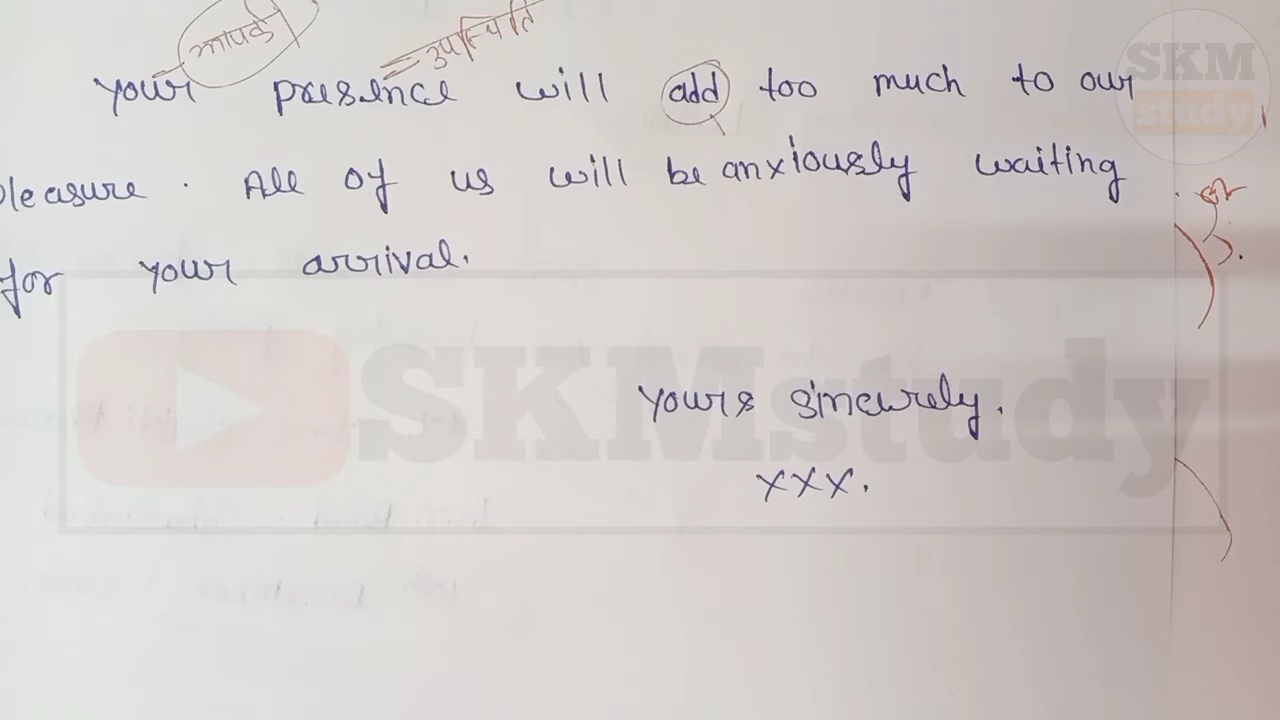 आपके = उपस्थिति
Your presence will add too much to our
pleasure. All of us will be anxiously waiting
for your arrival.
Yours sincerely.
XXX.
SKM
study
SKMstudy